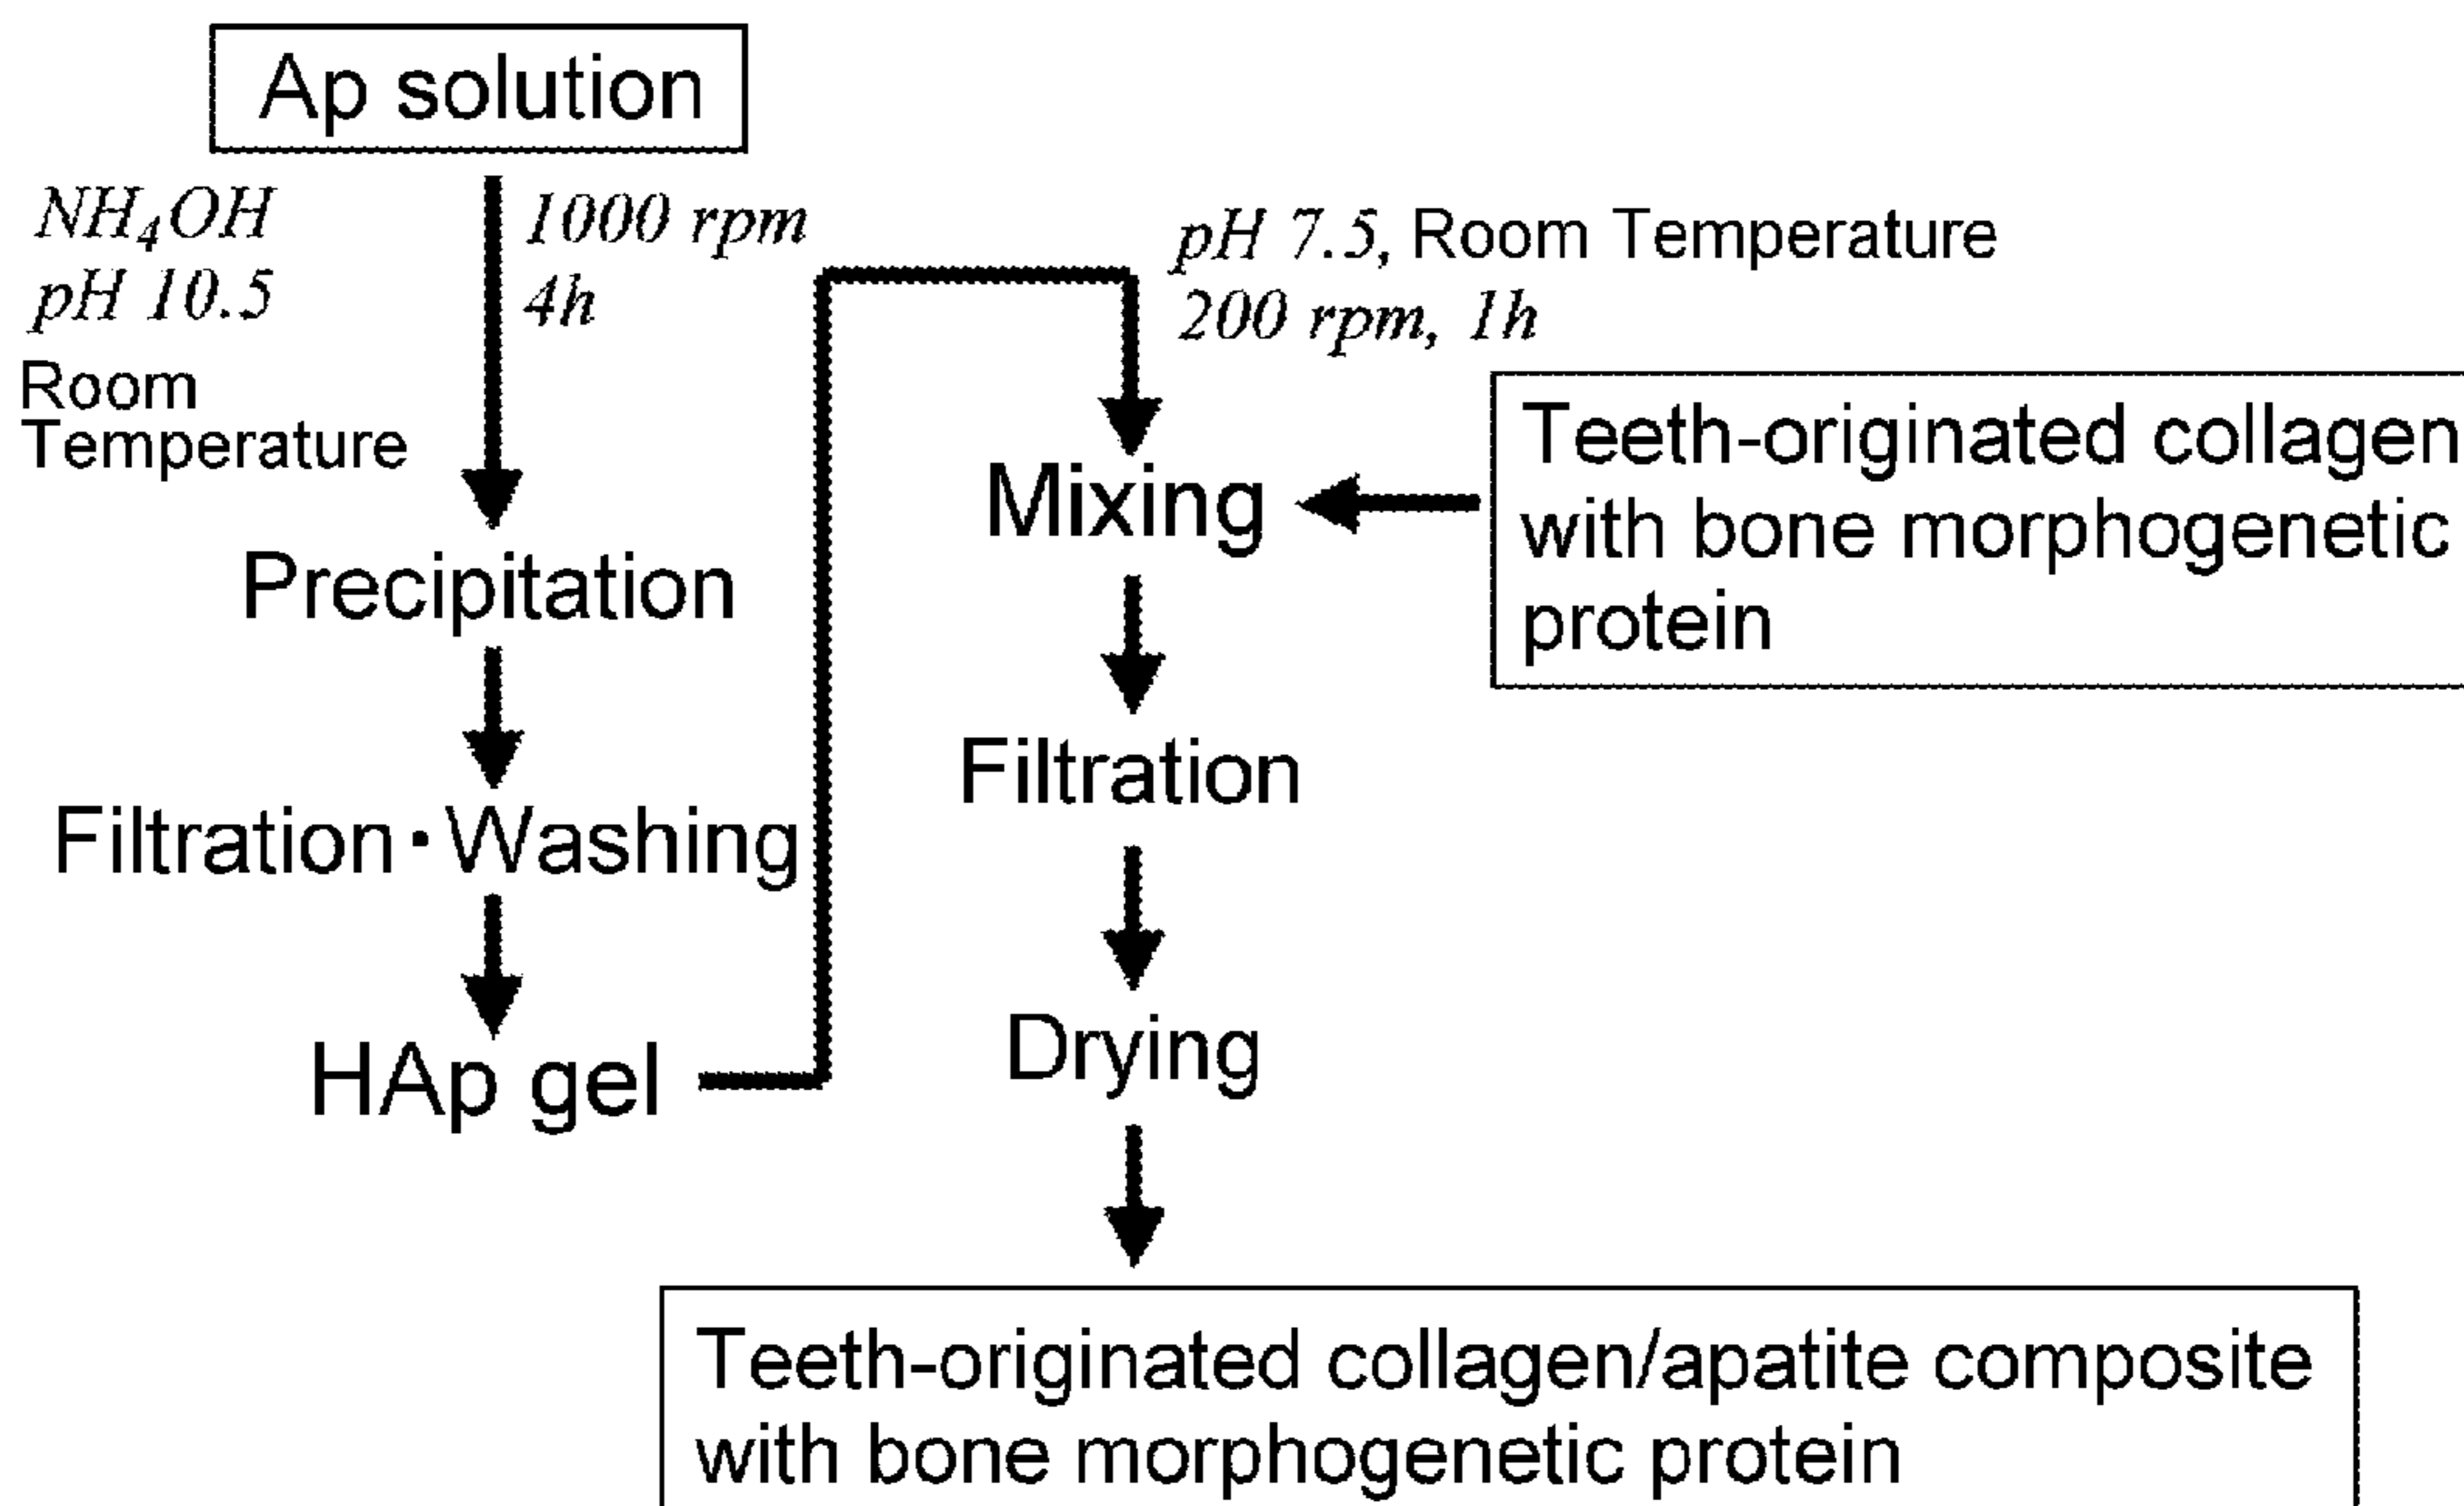 Ap solution
NH₄OH
pH 10.5
Room
Temperature
1000 rpm
4h
Precipitation
Filtration・Washing
HAp gel
pH 7.5, Room Temperature
200 rpm, 1h
Mixing
Teeth-originated collagen
with bone morphogenetic
protein
Filtration
Drying
Teeth-originated collagen/apatite composite
with bone morphogenetic protein